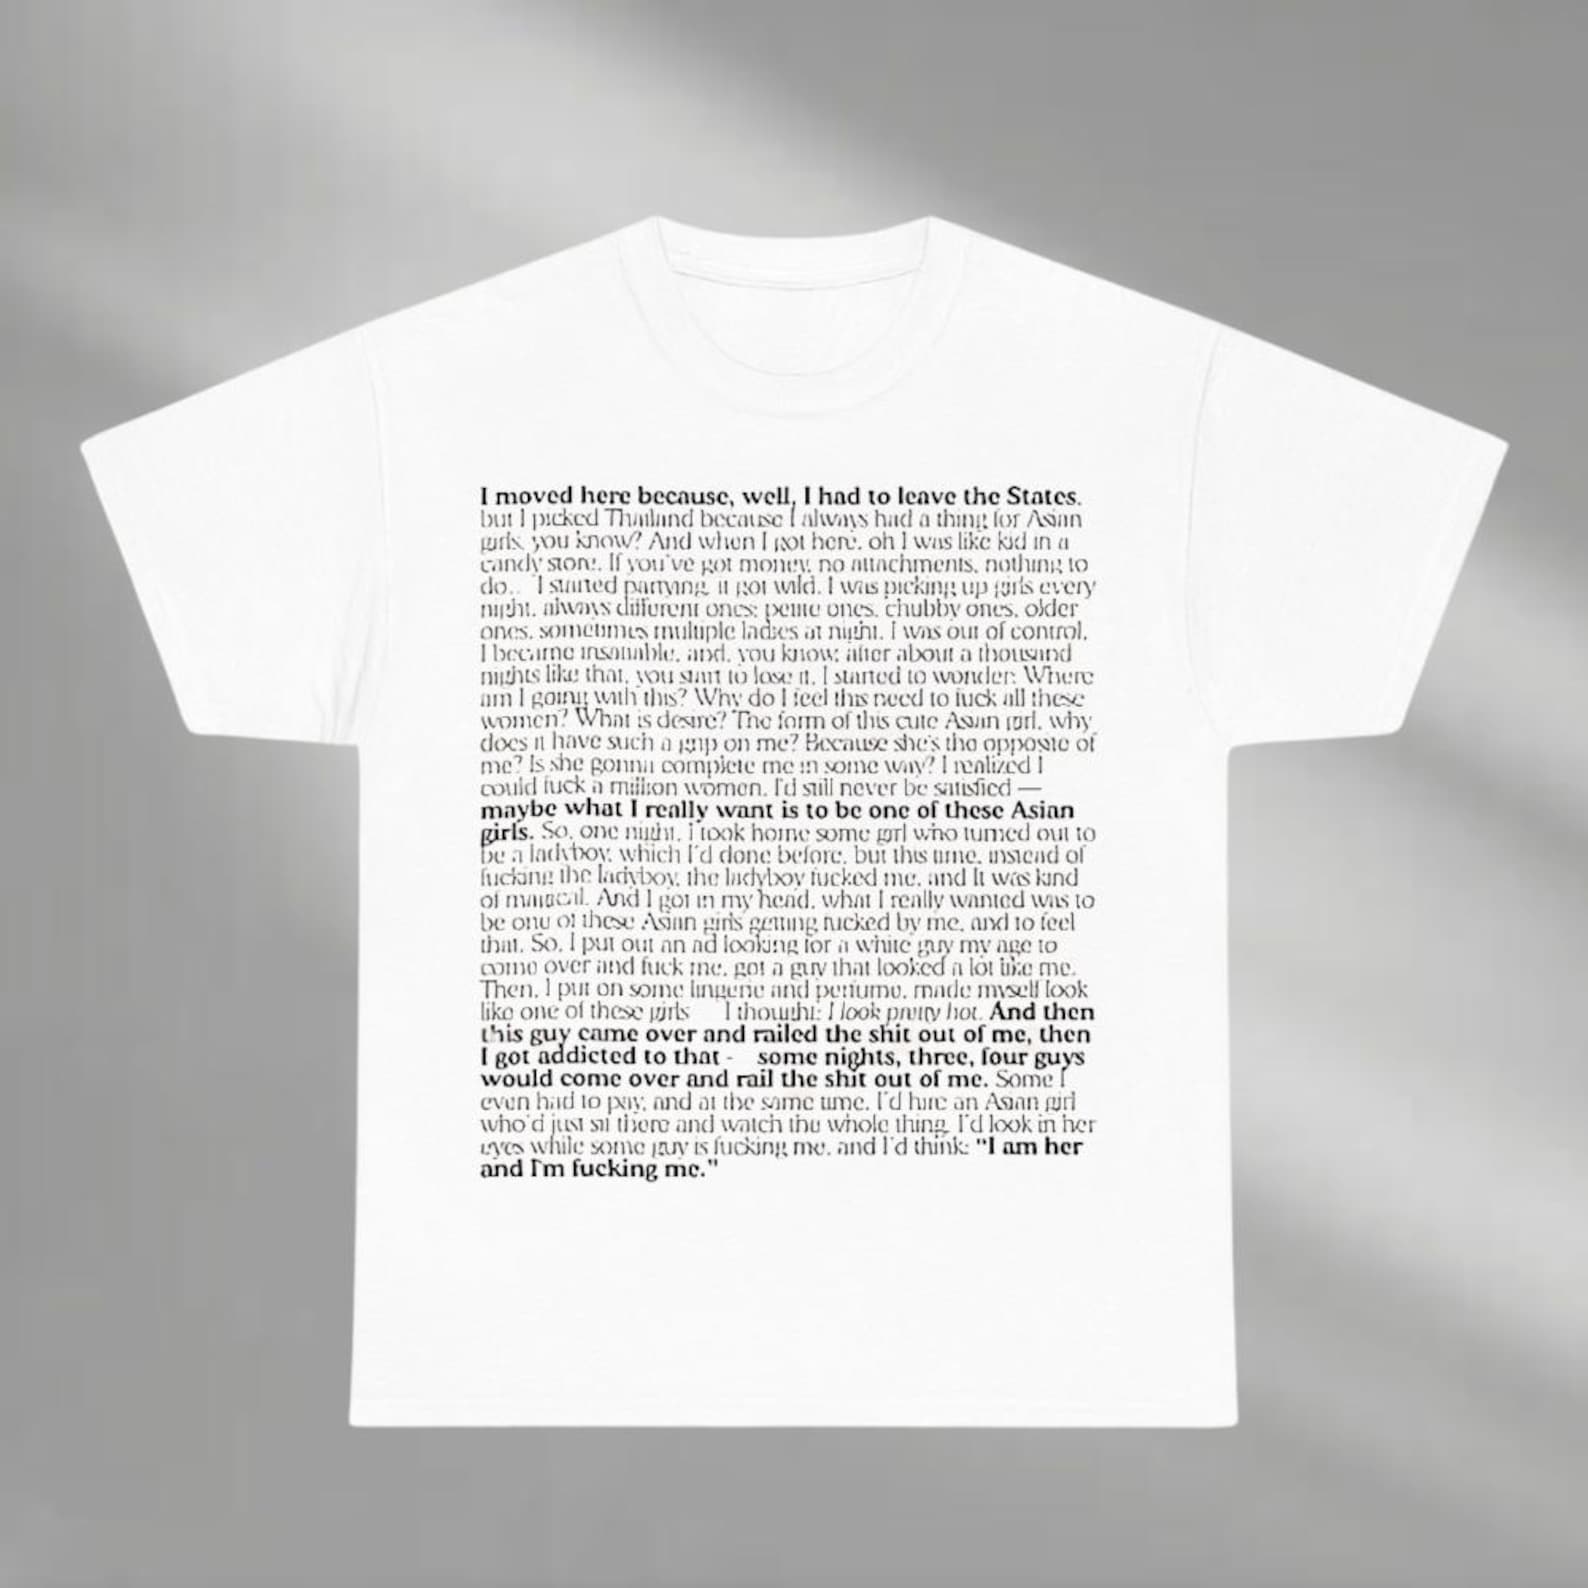 I moved here because, well, I had to leave the States.
but I picked Thailand because I always had a thing for Asian
girls, you know? And when I got here, oh I was like kid in a
candy store. If you've got money, no attachments, nothing to
do.. I started partying, it got wild. I was picking up girls every
night, always different ones; petite ones, chubby ones, older
ones, sometimes multiple ladies at night. I was out of control,
I became insatiable, and, you know; after about a thousand
nights like that, you start to lose it. I started to wonder: Where
am I going with this? Why do I feel this need to fuck all these
women? What is desire? The form of this cute Asian girl, why
does it have such a grip on me? Because she's the opposite of
me? Is she gonna complete me in some way? I realized I
could fuck a million women, I'd still never be satisfied —
maybe what I really want is to be one of these Asian
girls. So, one night, i took home some girl who turned out to
be a ladyboy, which I'd done before, but this time, instead of
fucking the ladyboy, the ladyboy fucked me, and It was kind
of magical. And I got in my head, what I really wanted was to
be one of these Asian girls getting fucked by me, and to feel
that. So, I put out an ad looking for a white guy my age to
come over and fuck me, got a guy that looked a lot like me.
Then, I put on some lingerie and perfume, made myself look
like one of these girls I thought: I look pretty hot. And then
this guy came over and railed the shit out of me, then
I got addicted to that - some nights, three, four guys
would come over and rail the shit out of me. Some I
even had to pay, and at the same time, I'd hire an Asian girl
who'd just sit there and watch the whole thing. I'd look in her
eyes while some guy is fucking me, and I'd think: "I am her
and I'm fucking me."